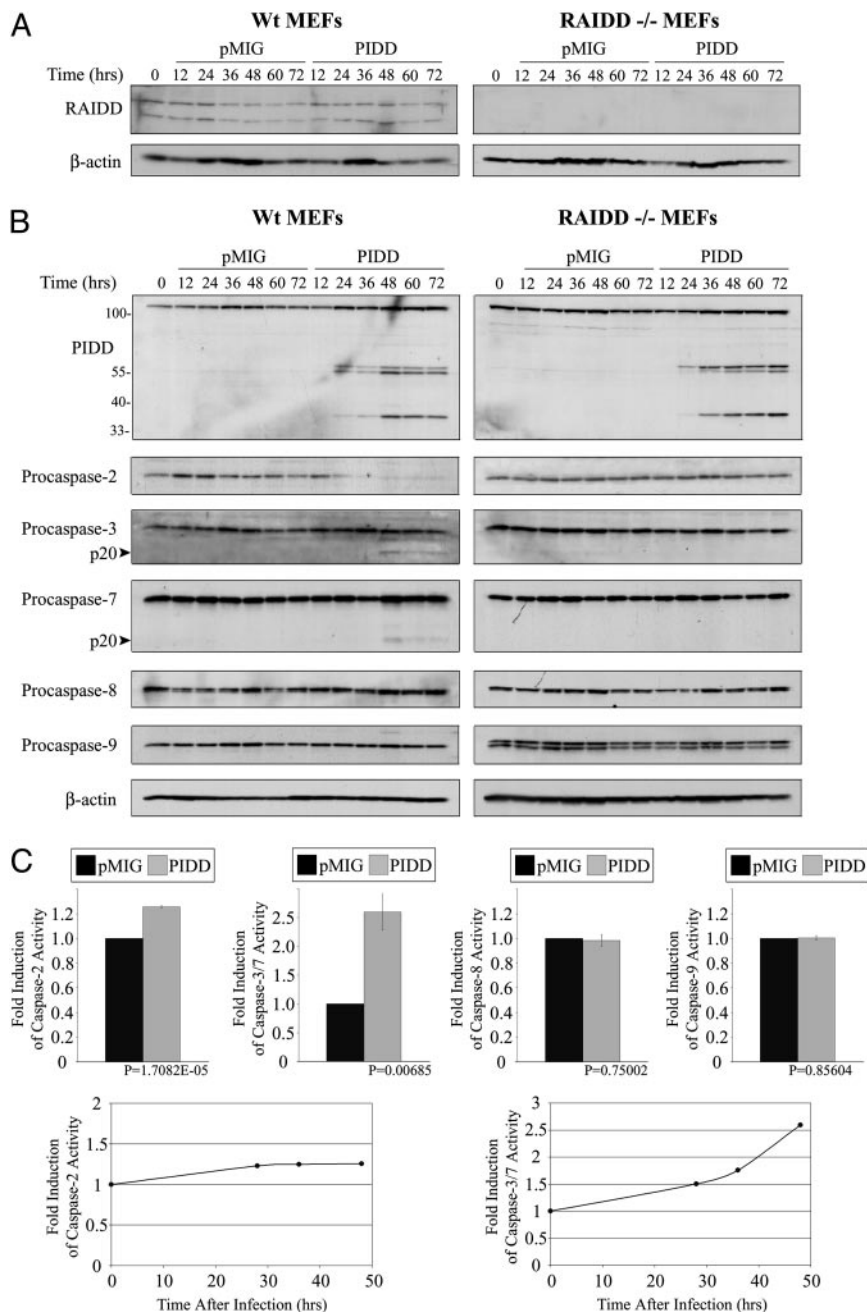 A
Wt MEFs
RAIDD -/- MEFs
pMIG
PIDD
pMIG
PIDD
Time (hrs)
0 12 24 36 48 60 72 12 24 36 48 60 72
0 12 24 36 48 60 72 12 24 36 48 60 72
RAIDD
β-actin
B
Wt MEFs
RAIDD -/- MEFs
pMIG
PIDD
pMIG
PIDD
Time (hrs)
0 12 24 36 48 60 72 12 24 36 48 60 72
0 12 24 36 48 60 72 12 24 36 48 60 72
100-
PIDD
55-
40-
33-
Procaspase-2
Procaspase-3
p20
Procaspase-7
p20
Procaspase-8
Procaspase-9
β-actin
C
pMIG PIDD
Fold Induction
of Caspase-2 Activity
1.2
1.0
0.8
0.6
0.4
0.2
0
P=1.7082E-05
pMIG PIDD
Fold Induction
of Caspase-3/7 Activity
2.5
2.0
1.5
1.0
0.5
0
P=0.00685
pMIG PIDD
Fold Induction
of Caspase-8 Activity
1.2
1.0
0.8
0.6
0.4
0.2
0
P=0.75002
pMIG PIDD
Fold Induction
of Caspase-9 Activity
1.2
1.0
0.8
0.6
0.4
0.2
0
P=0.85604
Fold Induction
of Caspase-2 Activity
2
1.5
1
0.5
0
0 10 20 30 40 50
Time After Infection (hrs)
Fold Induction
of Caspase-3/7 Activity
3
2.5
2
1.5
1
0.5
0
0 10 20 30 40 50
Time After Infection (hrs)